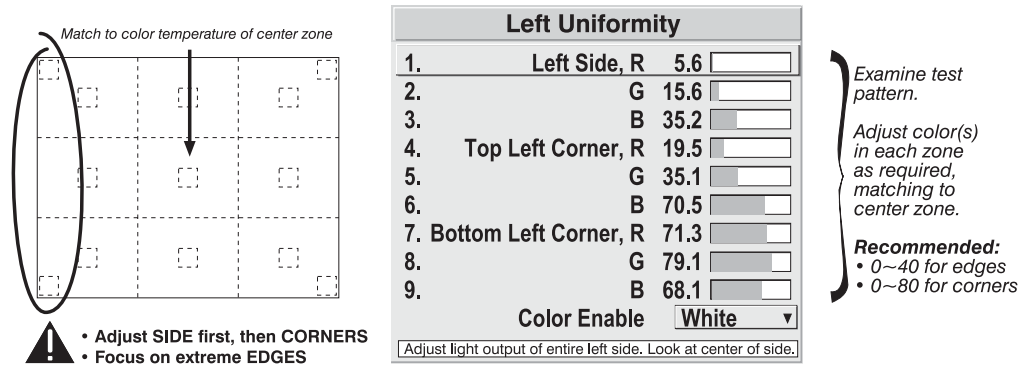 Match to color temperature of center zone
• Adjust SIDE first, then CORNERS
• Focus on extreme EDGES
Left Uniformity
1. Left Side, R 5.6
2. G 15.6
3. B 35.2
4. Top Left Corner, R 19.5
5. G 35.1
6. B 70.5
7. Bottom Left Corner, R 71.3
8. G 79.1
9. B 68.1
Color Enable White ▼
Adjust light output of entire left side. Look at center of side.
Examine test
pattern.
Adjust color(s)
in each zone
as required,
matching to
center zone.
Recommended:
• 0~40 for edges
• 0~80 for corners